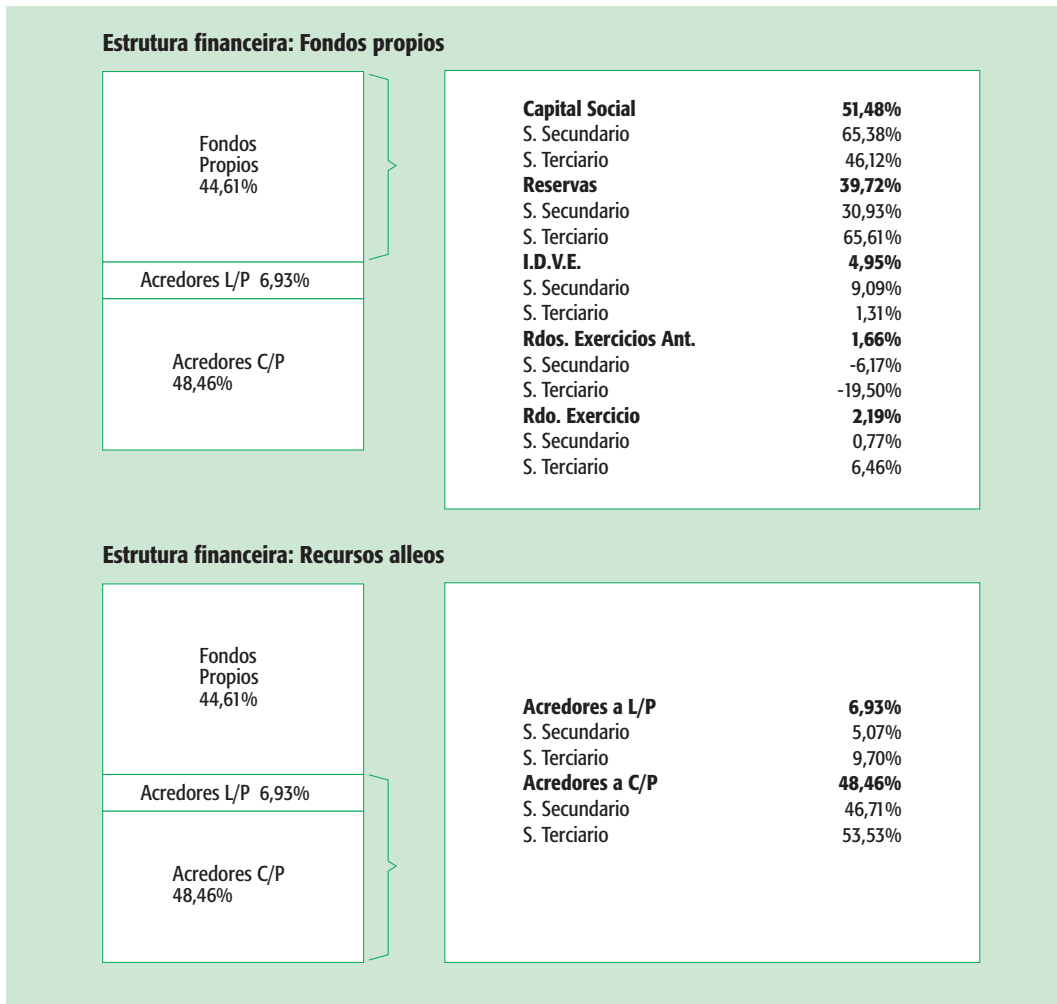 Estrutura financeira: Fondos propios
Fondos
Propios
44,61%
Acredores L/P 6,93%
Acredores C/P
48,46%
Capital Social 51,48%
S. Secundario 65,38%
S. Terciario 46,12%
Reservas 39,72%
S. Secundario 30,93%
S. Terciario 65,61%
I.D.V.E. 4,95%
S. Secundario 9,09%
S. Terciario 1,31%
Rdos. Exercicios Ant. 1,66%
S. Secundario -6,17%
S. Terciario -19,50%
Rdo. Exercicio 2,19%
S. Secundario 0,77%
S. Terciario 6,46%
Estrutura financeira: Recursos alleos
Fondos
Propios
44,61%
Acredores L/P 6,93%
Acredores C/P
48,46%
Acredores a L/P 6,93%
S. Secundario 5,07%
S. Terciario 9,70%
Acredores a C/P 48,46%
S. Secundario 46,71%
S. Terciario 53,53%